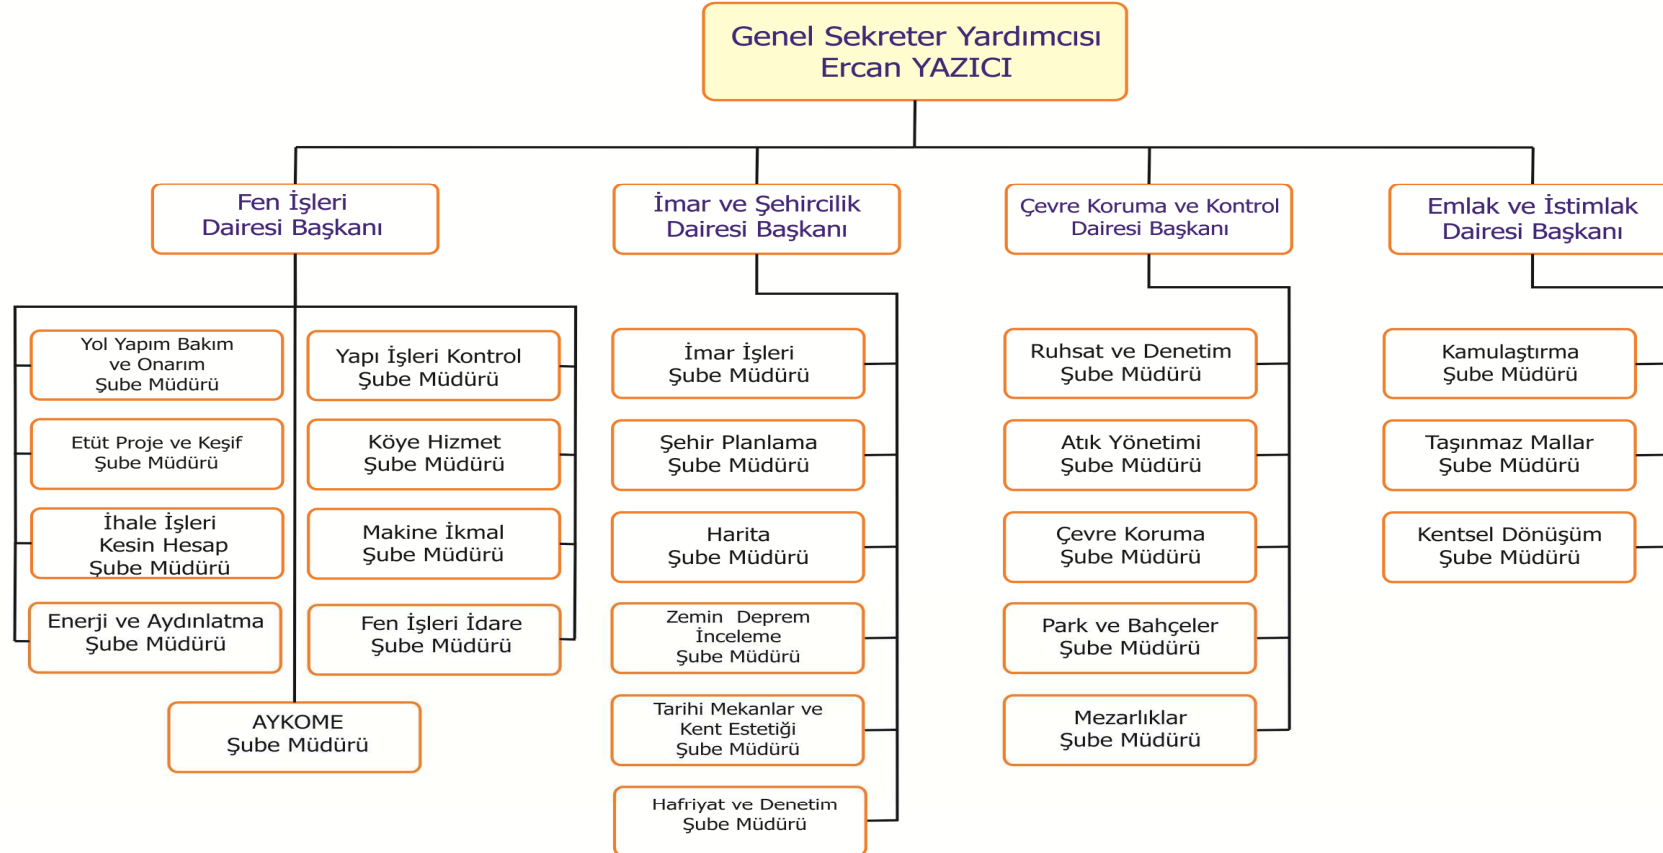 Genel Sekreter Yardımcısı
Ercan YAZICI
Fen İşleri
Dairesi Başkanı
İmar ve Şehircilik
Dairesi Başkanı
Çevre Koruma ve Kontrol
Dairesi Başkanı
Emlak ve İstimlak
Dairesi Başkanı
Yol Yapım Bakım
ve Onarım
Şube Müdürü
Etüt Proje ve Keşif
Şube Müdürü
İhale İşleri
Kesin Hesap
Şube Müdürü
Enerji ve Aydınlatma
Şube Müdürü
Yapı İşleri Kontrol
Şube Müdürü
Köye Hizmet
Şube Müdürü
Makine İkmal
Şube Müdürü
Fen İşleri İdare
Şube Müdürü
AYKOME
Şube Müdürü
İmar İşleri
Şube Müdürü
Şehir Planlama
Şube Müdürü
Harita
Şube Müdürü
Zemin Deprem
İnceleme
Şube Müdürü
Tarihi Mekanlar ve
Kent Estetiği
Şube Müdürü
Hafriyat ve Denetim
Şube Müdürü
Ruhsat ve Denetim
Şube Müdürü
Atık Yönetimi
Şube Müdürü
Çevre Koruma
Şube Müdürü
Park ve Bahçeler
Şube Müdürü
Mezarlıklar
Şube Müdürü
Kamulaştırma
Şube Müdürü
Taşınmaz Mallar
Şube Müdürü
Kentsel Dönüşüm
Şube Müdürü